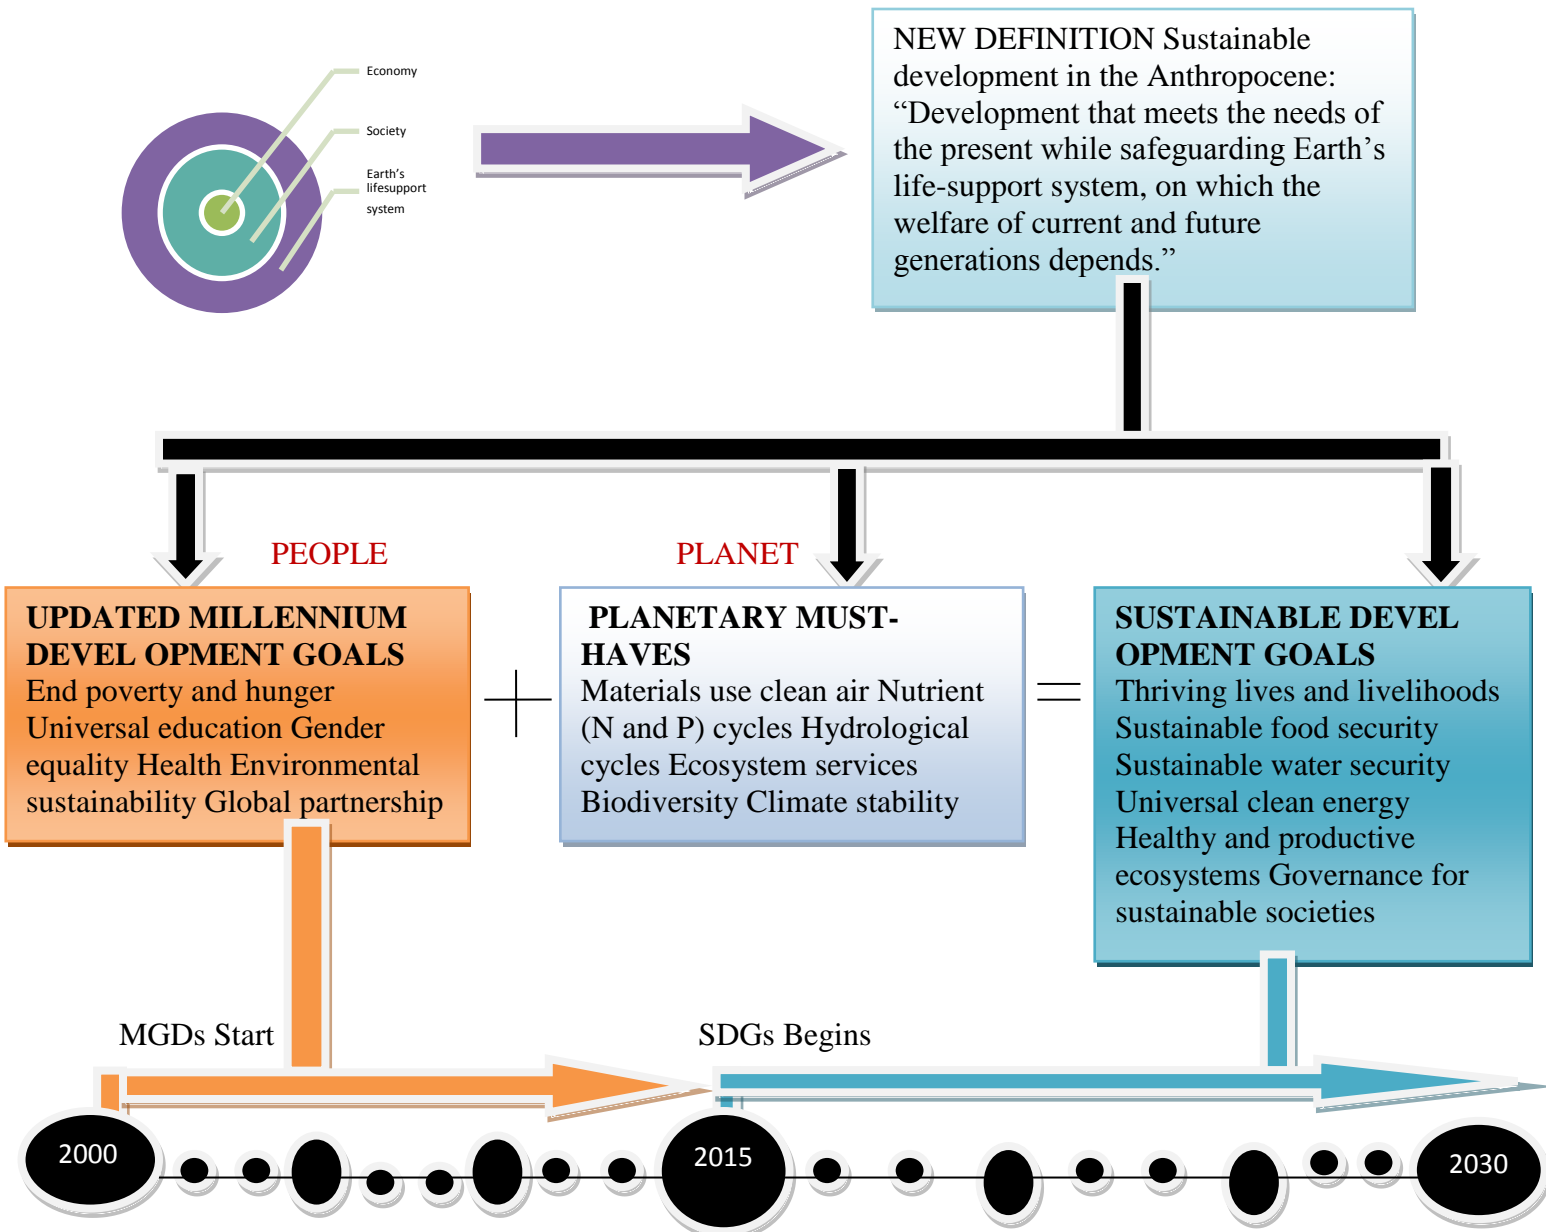 Economy
Society
Earth’s
lifesupport
system
NEW DEFINITION Sustainable
development in the Anthropocene:
“Development that meets the needs of
the present while safeguarding Earth’s
life-support system, on which the
welfare of current and future
generations depends.”
PEOPLE
PLANET
UPDATED MILLENNIUM
DEVEL OPMENT GOALS
End poverty and hunger
Universal education Gender
equality Health Environmental
sustainability Global partnership
PLANETARY MUST-
HAVES
Materials use clean air Nutrient
(N and P) cycles Hydrological
cycles Ecosystem services
Biodiversity Climate stability
SUSTAINABLE DEVEL
OPMENT GOALS
Thriving lives and livelihoods
Sustainable food security
Sustainable water security
Universal clean energy
Healthy and productive
ecosystems Governance for
sustainable societies
MGDs Start
SDGs Begins
2000
2015
2030